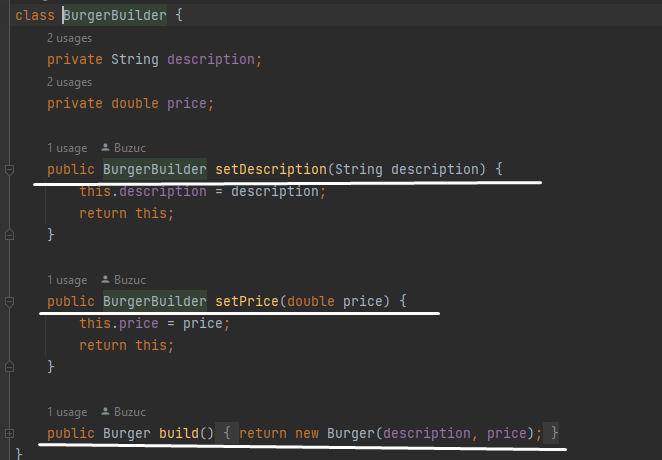 class BurgerBuilder {
2 usages
private String description;
2 usages
private double price;
1 usage Buzuc
public BurgerBuilder setDescription(String description) {
this.description = description;
return this;
}
1 usage Buzuc
public BurgerBuilder setPrice(double price) {
this.price = price;
return this;
}
1 usage Buzuc
public Burger build() { return new Burger(description, price); }
}